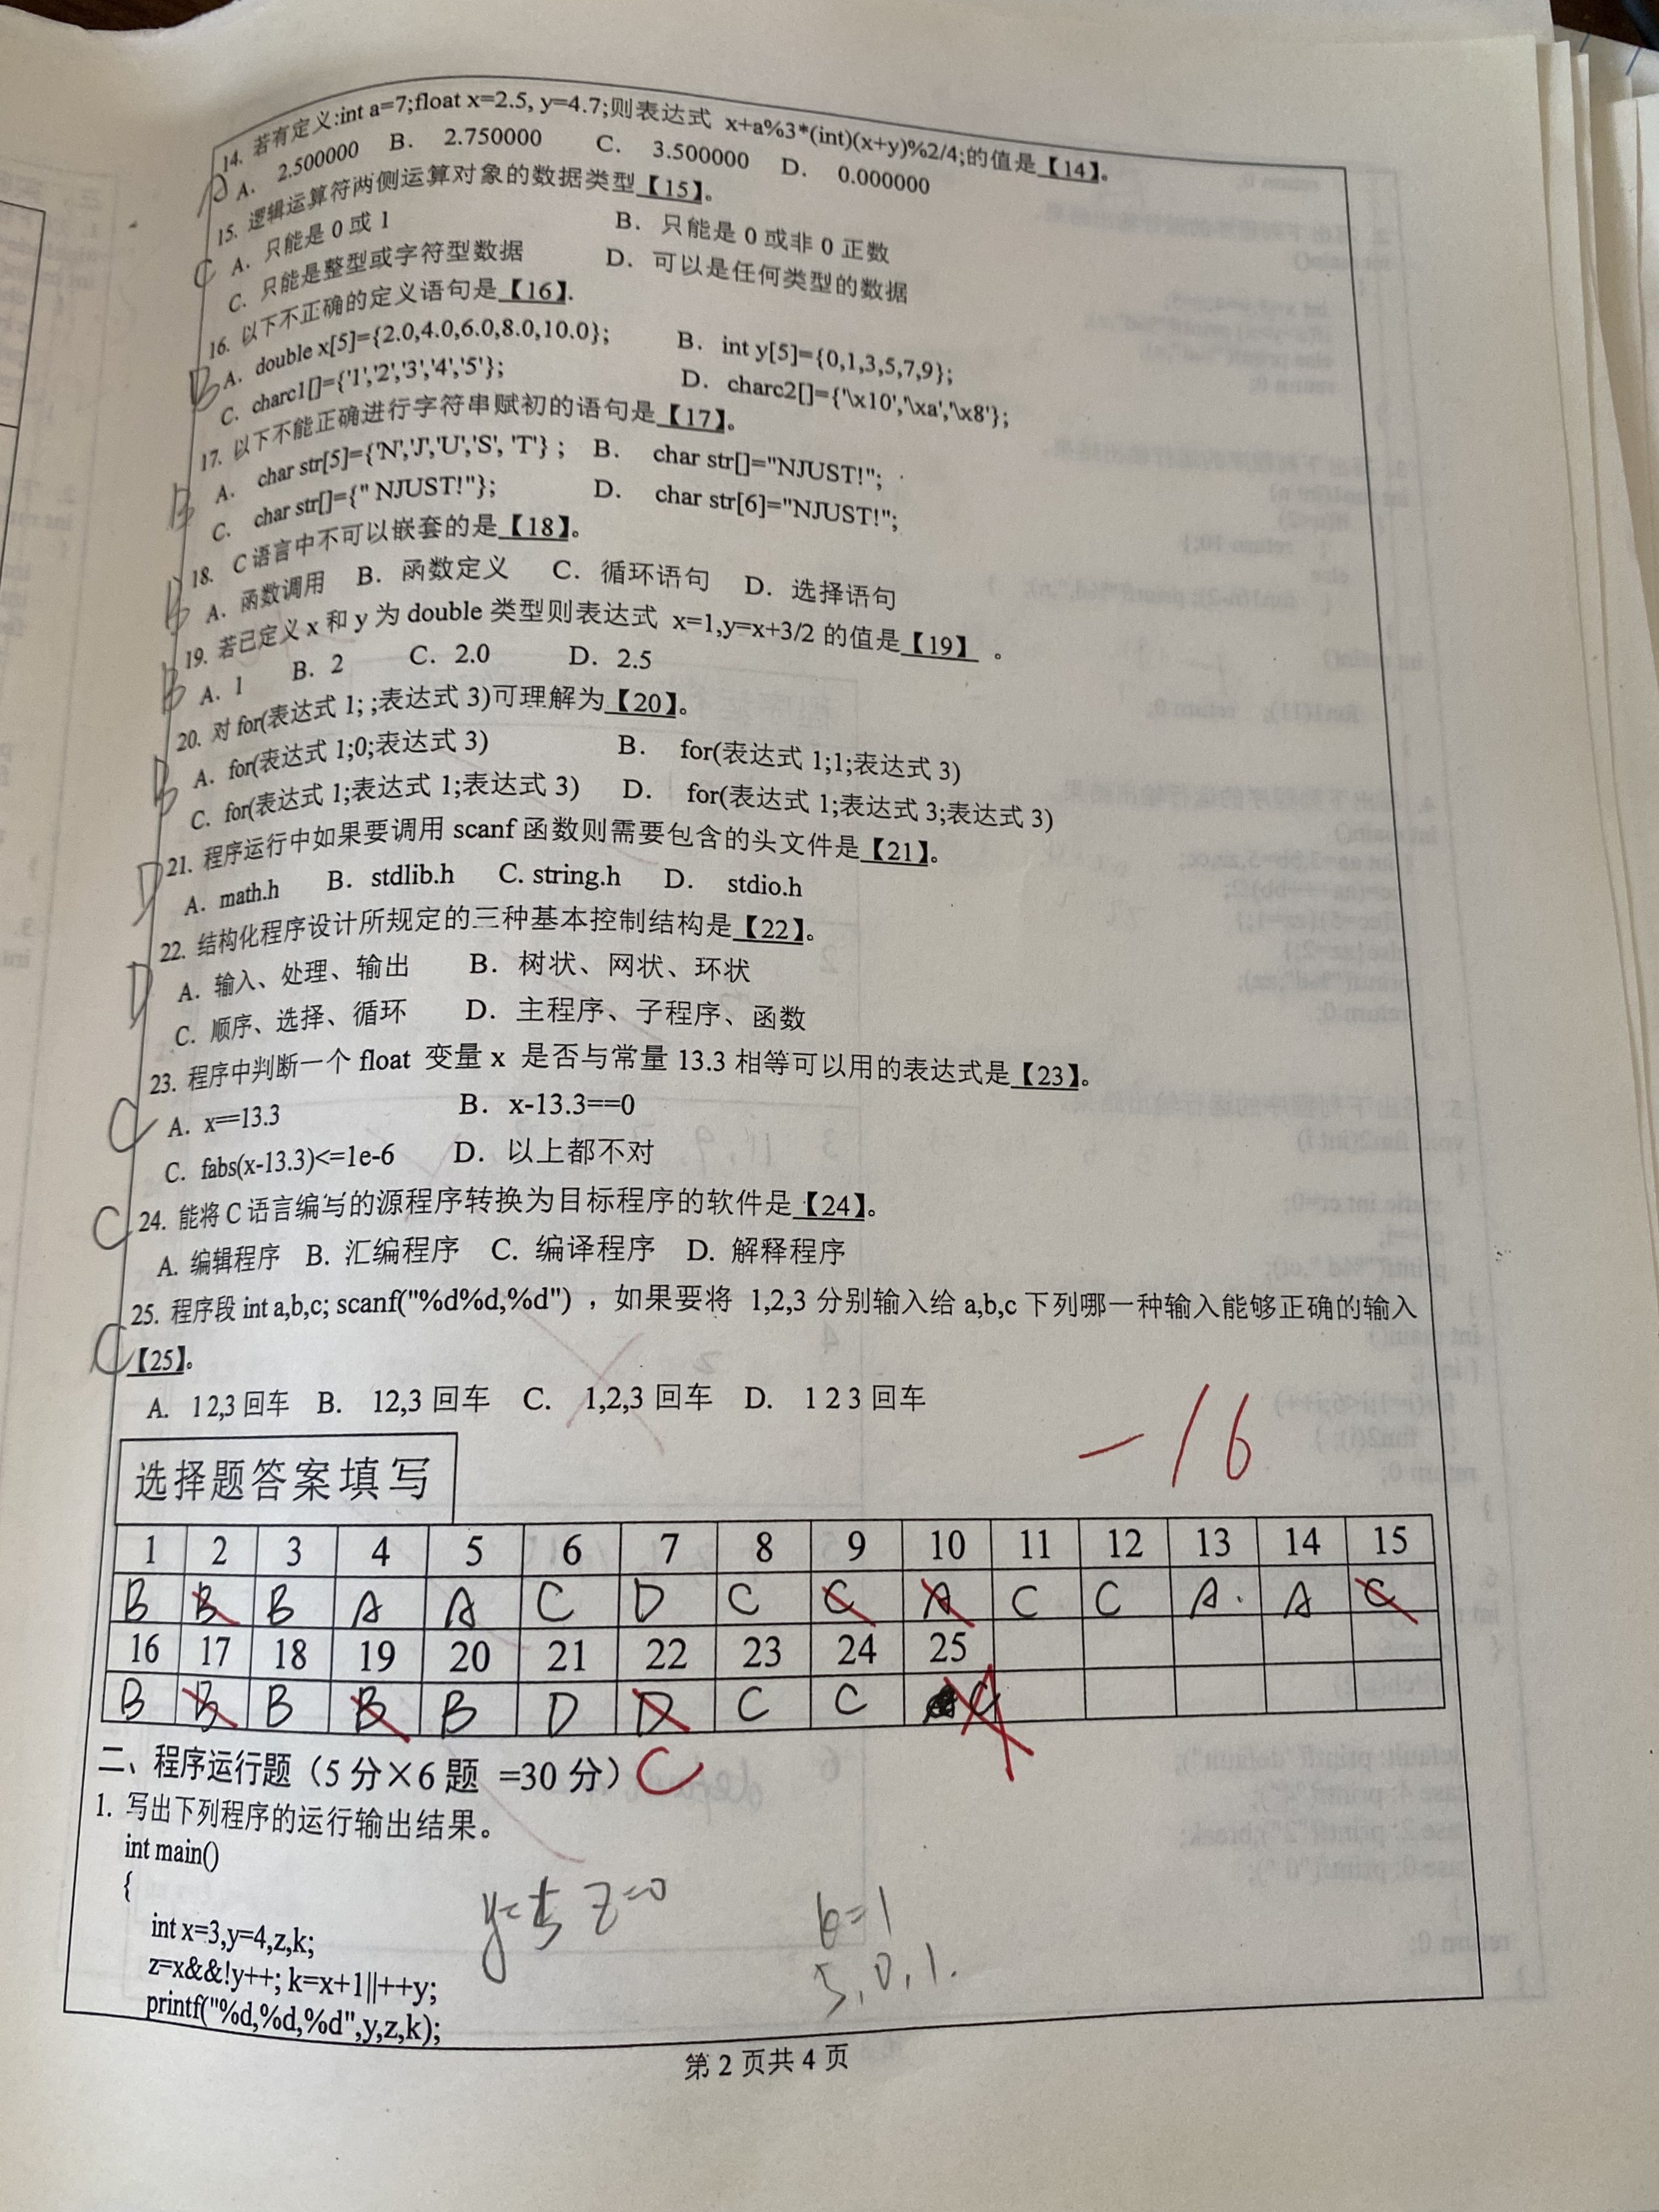 14. 若有定义:int a=7;float x=2.5, y=4.7;则表达式 x+a%3*(int)(x+y)%2/4;的值是【14】。
A. 2.500000 B. 2.750000 C. 3.500000 D. 0.000000
15. 逻辑运算符两侧运算对象的数据类型【15】。
A. 只能是 0 或 1 B. 只能是 0 或非 0 正数
C C. 只能是整型或字符型数据 D. 可以是任何类型的数据
16. 以下不正确的定义语句是【16】.
B A. double x[5]={2.0,4.0,6.0,8.0,10.0}; B. int y[5]={0,1,3,5,7,9};
C. charc1[]={'1','2','3','4','5'}; D. charc2[]={'\x10','\xa','\x8'};
17. 以下不能正确进行字符串赋初的语句是【17】。
B A. char str[5]={'N','J','U','S', 'T'} ; B. char str[]="NJUST!";
C. char str[]={" NJUST!"}; D. char str[6]="NJUST!";
18. C 语言中不可以嵌套的是【18】。
B A. 函数调用 B. 函数定义 C. 循环语句 D. 选择语句
19. 若已定义 x 和 y 为 double 类型则表达式 x=1,y=x+3/2 的值是【19】 。
B A. 1 B. 2 C. 2.0 D. 2.5
20. 对 for(表达式 1; ;表达式 3)可理解为【20】。
B A. for(表达式 1;0;表达式 3) B. for(表达式 1;1;表达式 3)
C. for(表达式 1;表达式 1;表达式 3) D. for(表达式 1;表达式 3;表达式 3)
21. 程序运行中如果要调用 scanf 函数则需要包含的头文件是【21】。
D A. math.h B. stdlib.h C. string.h D. stdio.h
22. 结构化程序设计所规定的三种基本控制结构是【22】。
D A. 输入、处理、输出 B. 树状、网状、环状
C. 顺序、选择、循环 D. 主程序、子程序、函数
23. 程序中判断一个 float 变量 x 是否与常量 13.3 相等可以用的表达式是【23】。
C A. x==13.3 B. x-13.3==0
C. fabs(x-13.3)<=1e-6 D. 以上都不对
C 24. 能将 C 语言编写的源程序转换为目标程序的软件是【24】。
A. 编辑程序 B. 汇编程序 C. 编译程序 D. 解释程序
25. 程序段 int a,b,c; scanf("%d%d,%d") ，如果要将 1,2,3 分别输入给 a,b,c 下列哪一种输入能够正确的输入
C 【25】。
A. 1 2,3 回车 B. 12,3 回车 C. 1,2,3 回车 D. 1 2 3 回车
-16
选择题答案填写
1 2 3 4 5 6 7 8 9 10 11 12 13 14 15
B B B A A C D C C A C C A. A C
16 17 18 19 20 21 22 23 24 25
B B B B B D D C C C
二、程序运行题（5 分×6 题 =30 分） C
1. 写出下列程序的运行输出结果。
int main()
{
int x=3,y=4,z,k;
z=x&&!y++; k=x+1||++y;
printf("%d,%d,%d",y,z,k);
y=5 z=0
k=1
5,0,1.
第 2 页共 4 页